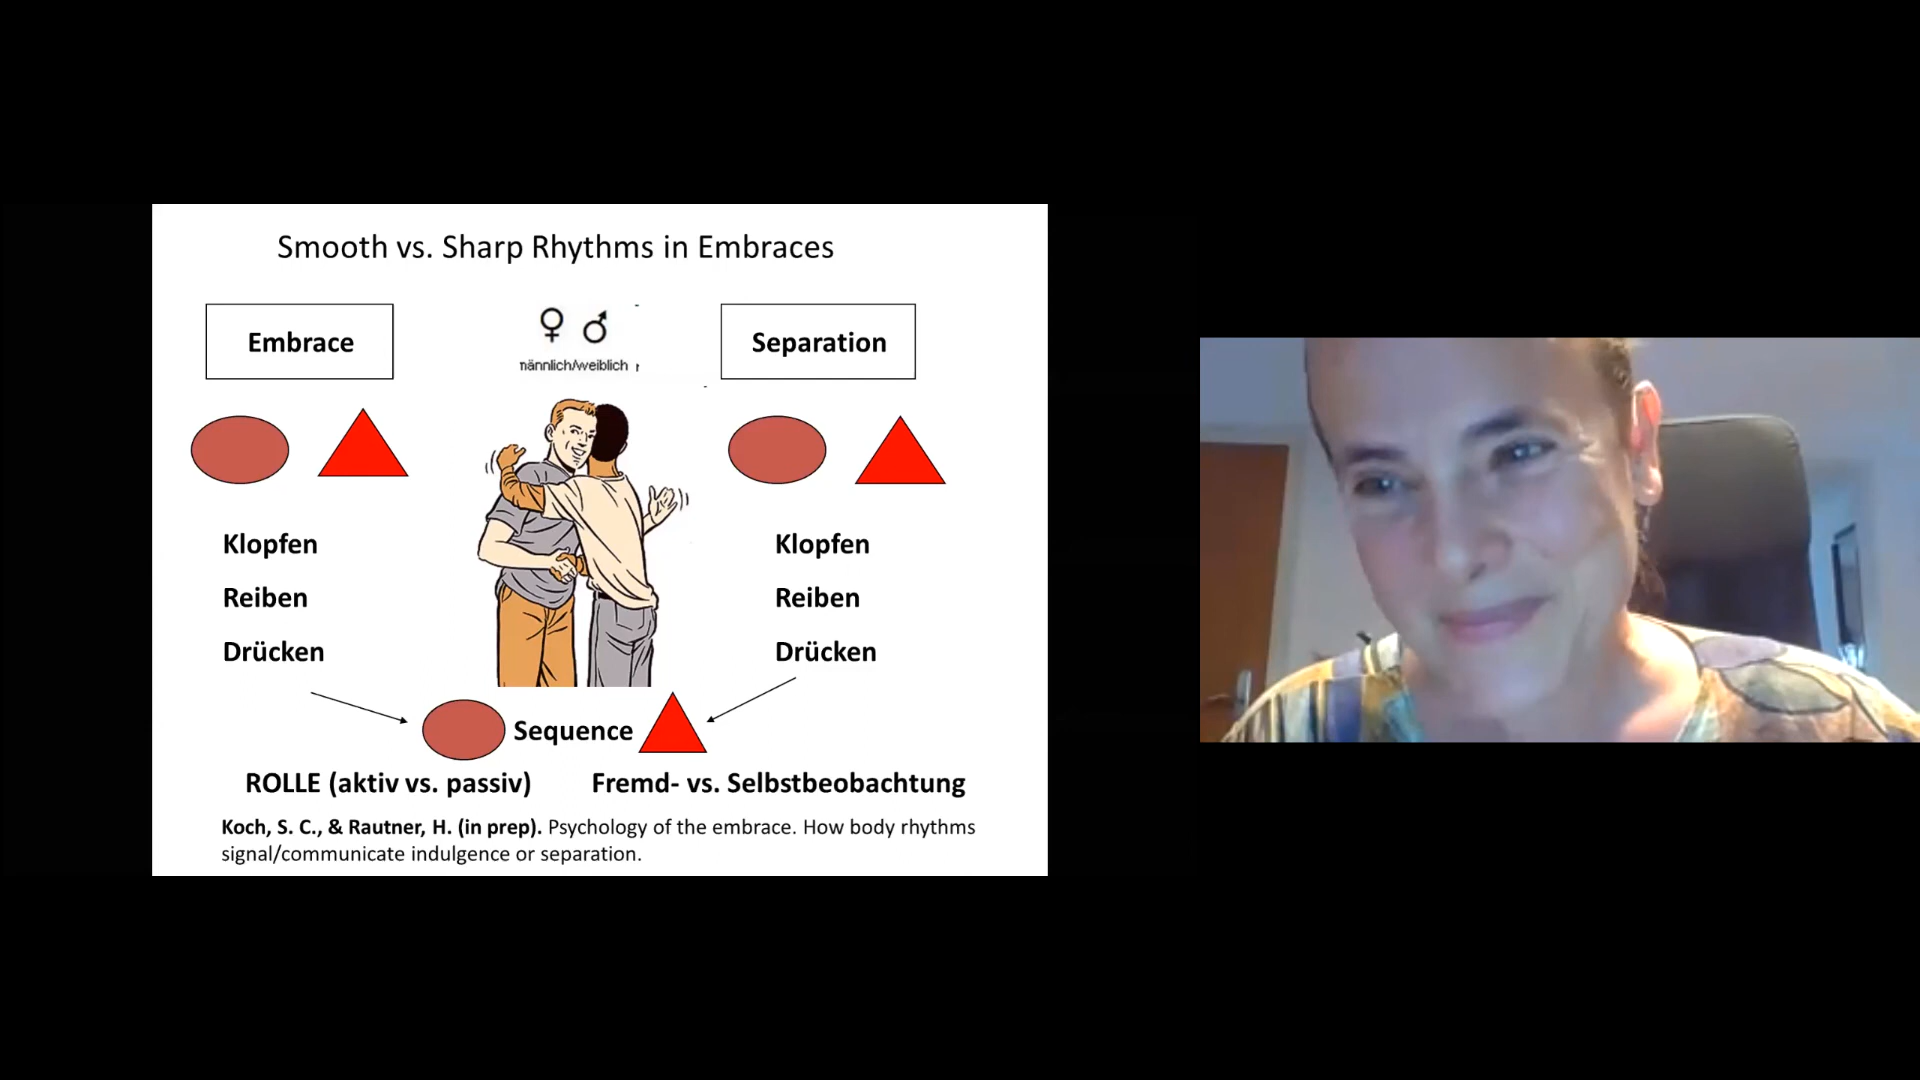 Smooth vs. Sharp Rhythms in Embraces
Embrace
♀ ♂
männlich/weiblich
Separation
Klopfen
Reiben
Drücken
Klopfen
Reiben
Drücken
Sequence
ROLLE (aktiv vs. passiv)
Fremd- vs. Selbstbeobachtung
Koch, S. C., & Rautner, H. (in prep). Psychology of the embrace. How body rhythms
signal/communicate indulgence or separation.